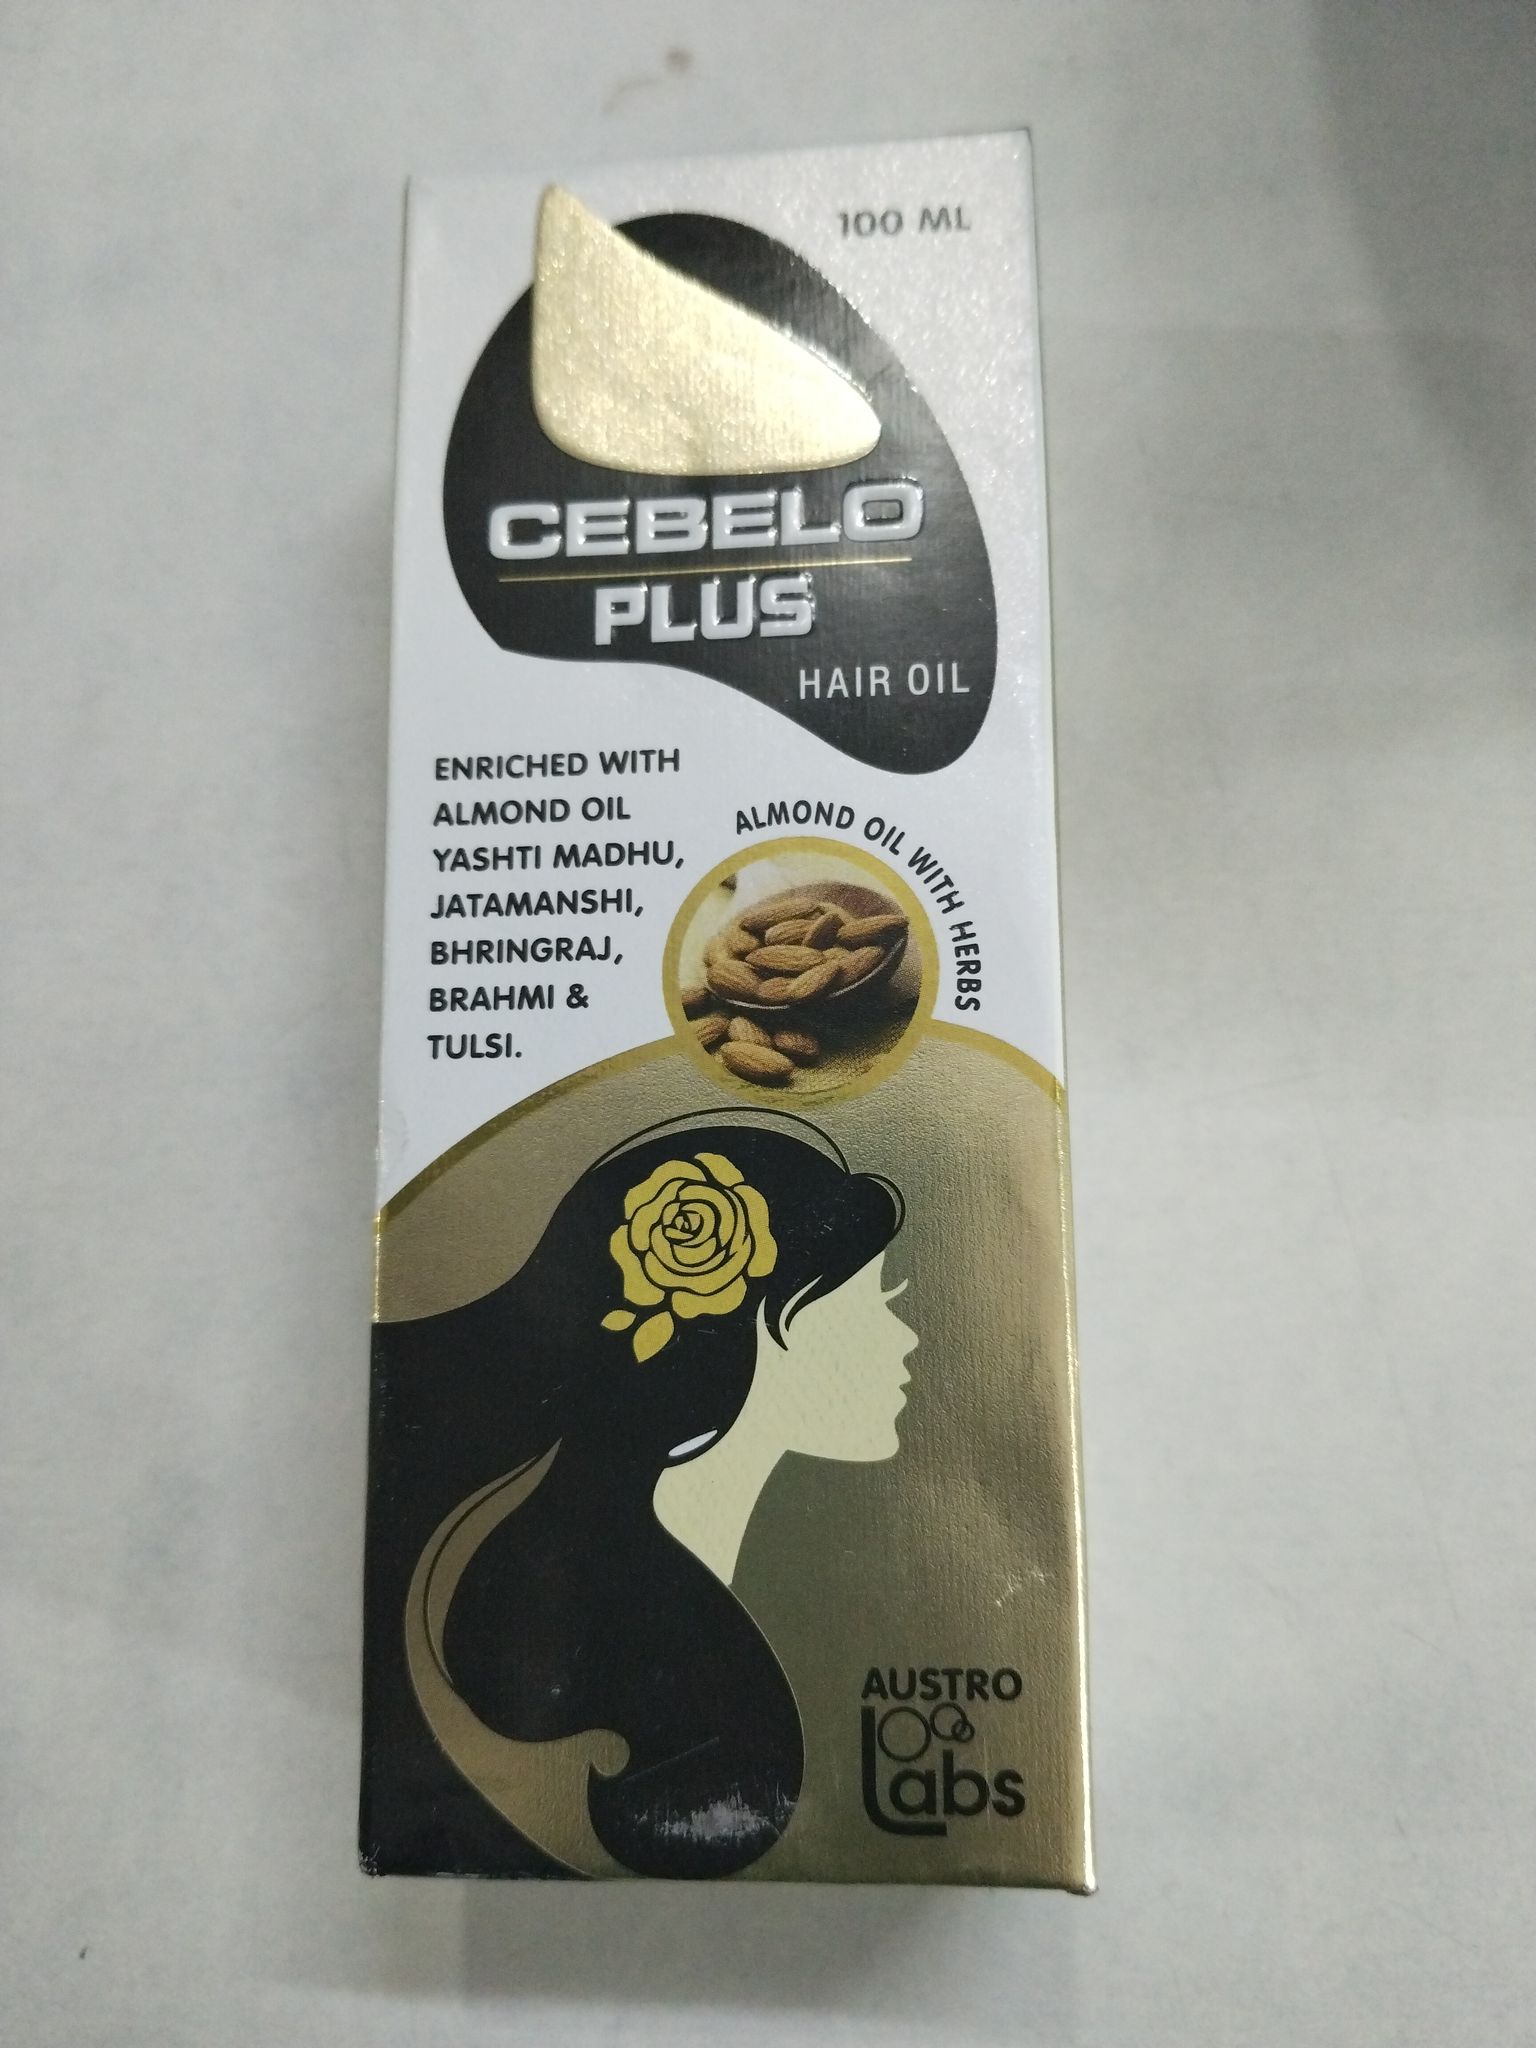 100 ML
CEBELO
PLUS
HAIR OIL
ENRICHED WITH
ALMOND OIL
YASHTI MADHU,
JATAMANSHI,
BHRINGRAJ,
BRAHMI &
TULSI.
ALMOND OIL WITH HERBS
AUSTRO
Labs